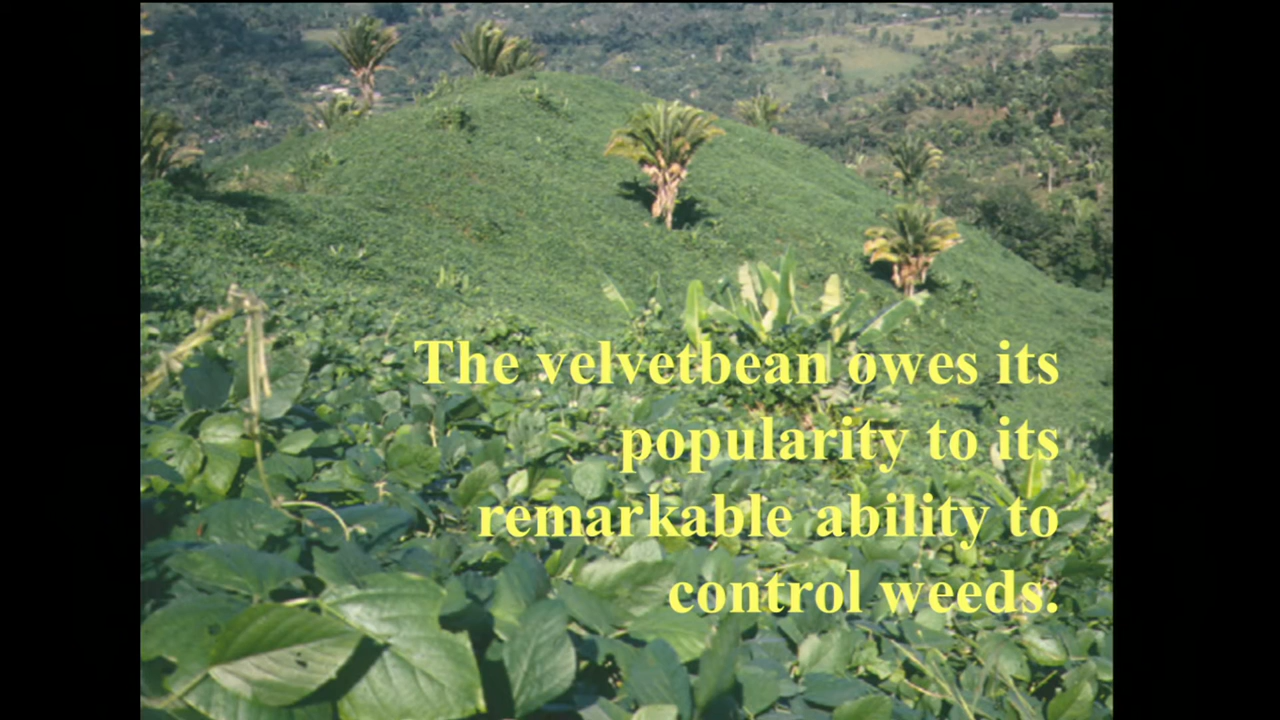 The velvetbean owes its
popularity to its
remarkable ability to
control weeds.